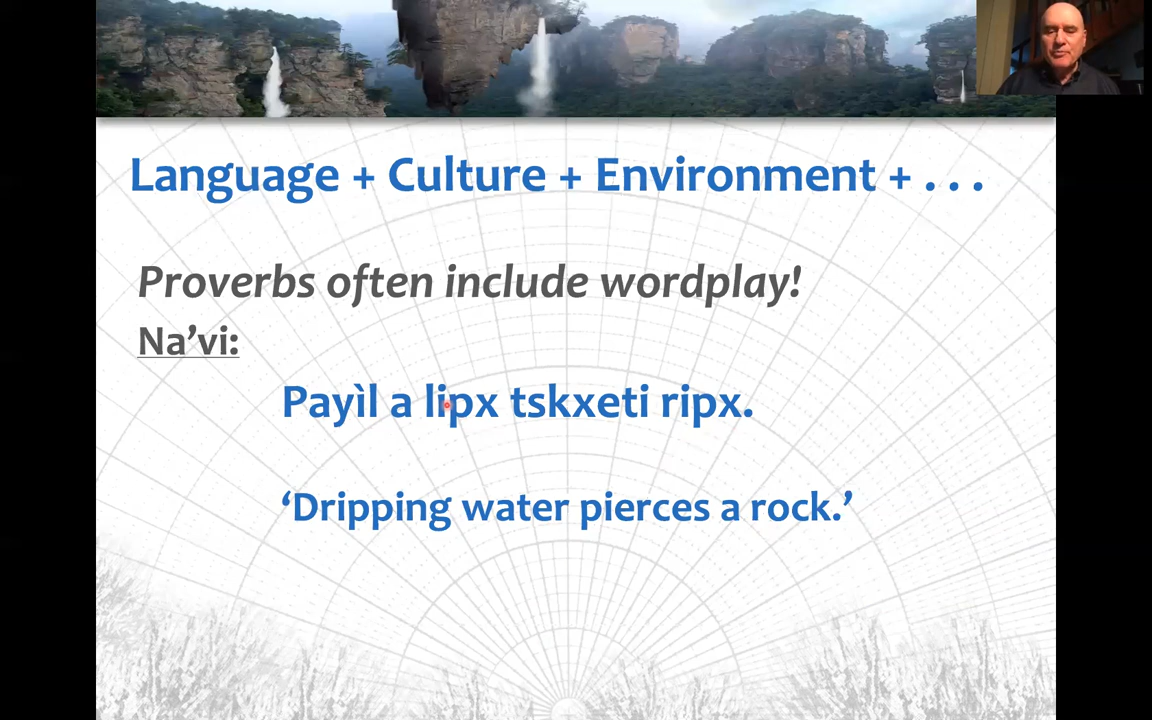 Language + Culture + Environment + . . .
Proverbs often include wordplay!
Na’vi:
Payìl a lipx tskxeti ripx.
‘Dripping water pierces a rock.’